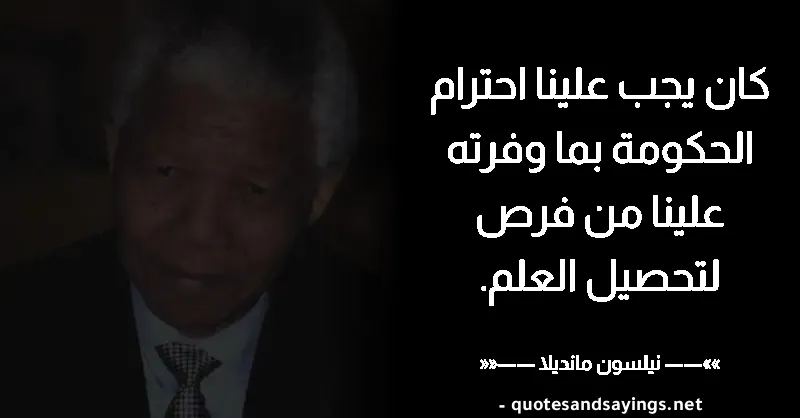 كان يجب علينا احترام
الحكومة بما وفرته
علينا من فرص
لتحصيل العلم.
»—— نيلسون مانديلا ——«
- quotesandsayings.net